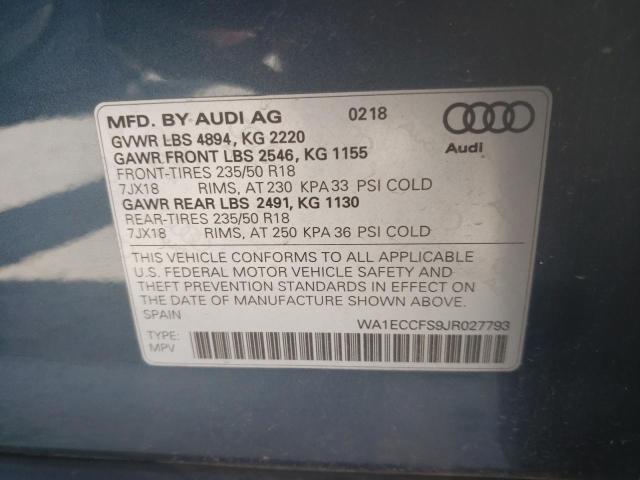 MFD. BY AUDI AG 0218
GVWR LBS 4894, KG 2220
GAWR FRONT LBS 2546, KG 1155
FRONT-TIRES 235/50 R18
7JX18 RIMS, AT 230 KPA 33 PSI COLD
GAWR REAR LBS 2491, KG 1130
REAR-TIRES 235/50 R18
7JX18 RIMS, AT 250 KPA 36 PSI COLD
Audi
THIS VEHICLE CONFORMS TO ALL APPLICABLE
U.S. FEDERAL MOTOR VEHICLE SAFETY AND
THEFT PREVENTION STANDARDS IN EFFECT ON
THE DATE OF MANUFACTURE SHOWN ABOVE.
SPAIN
WA1ECCFS9JR027793
TYPE:
MPV